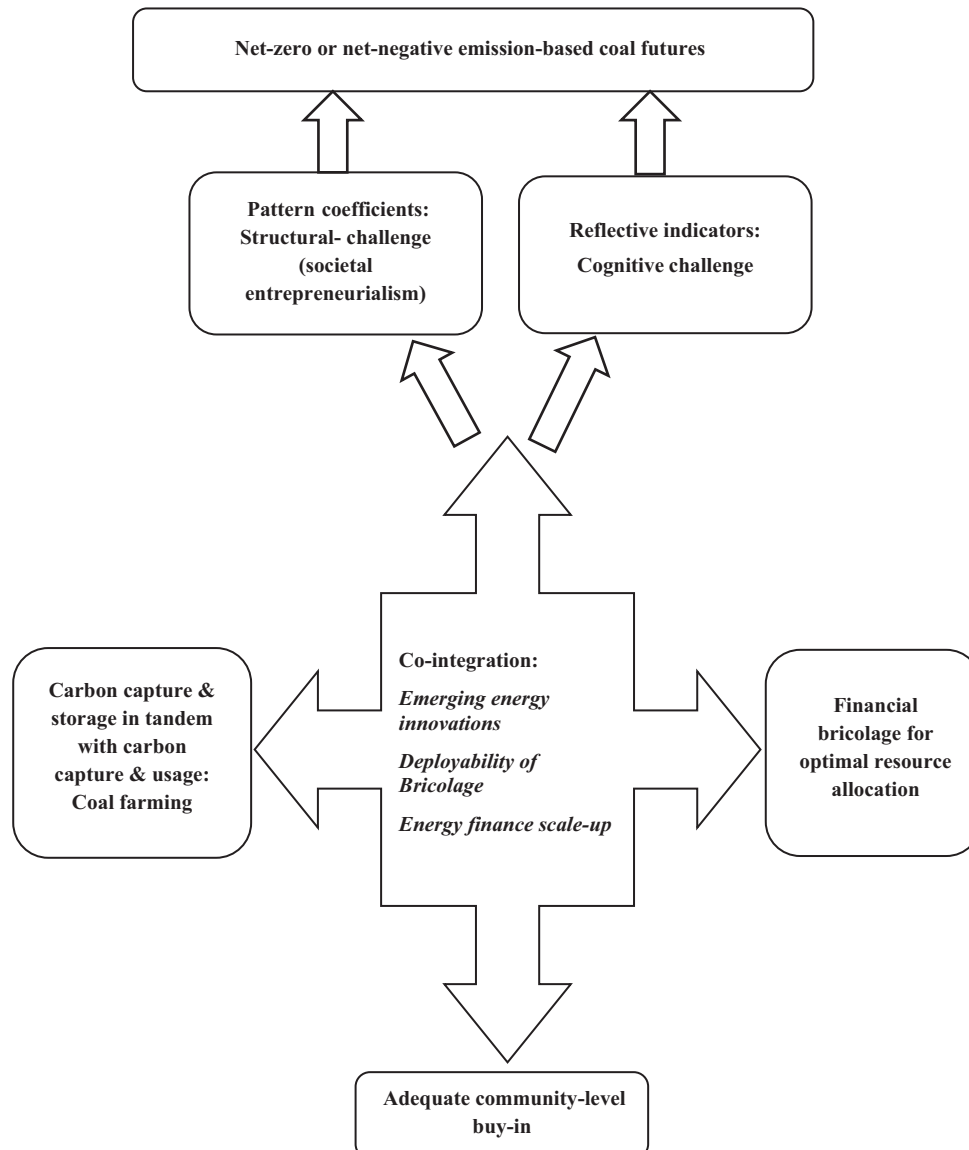 Net-zero or net-negative emission-based coal futures
Pattern coefficients:
Structural- challenge
(societal
entrepreneurialism)
Reflective indicators:
Cognitive challenge
Carbon capture &
storage in tandem
with carbon
capture & usage:
Coal farming
Co-integration:
Emerging energy
innovations
Deployability of
Bricolage
Energy finance scale-up
Financial
bricolage for
optimal resource
allocation
Adequate community-level
buy-in